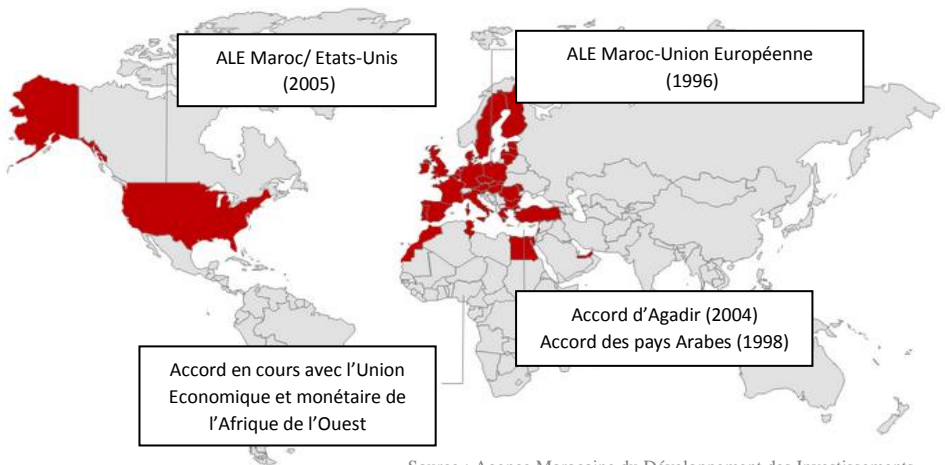 ALE Maroc/ Etats-Unis
(2005)
ALE Maroc-Union Européenne
(1996)
Accord d'Agadir (2004)
Accord des pays Arabes (1998)
Accord en cours avec l'Union
Economique et monétaire de
l'Afrique de l'Ouest
Source : Agence Marocaine du Développement des Investissements